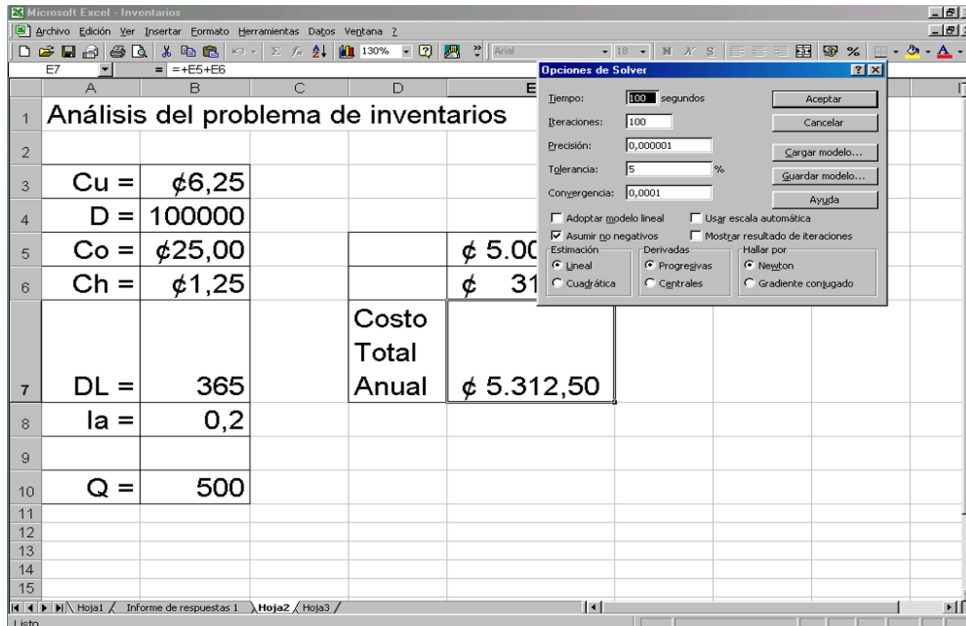 Microsoft Excel - Inventarios
Archivo Edición Ver Insertar Formato Herramientas Datos Ventana ?
130% Arial 18 N K S %
E7 = =+E5+E6
A B C D E
1 Análisis del problema de inventarios
2
3 Cu = ¢6,25
4 D = 100000
5 Co = ¢25,00 ¢ 5.00
6 Ch = ¢1,25 ¢ 31
Costo
Total
7 DL = 365 Anual ¢ 5.312,50
8 Ia = 0,2
9
10 Q = 500
11
12
13
14
15
Opciones de Solver
Tiempo: 100 segundos Aceptar
Iteraciones: 100 Cancelar
Precisión: 0,000001 Cargar modelo...
Tolerancia: 5 % Guardar modelo...
Convergencia: 0,0001 Ayuda
Adoptar modelo lineal Usar escala automática
Asumir no negativos Mostrar resultado de iteraciones
Estimación Derivadas Hallar por
Lineal Progresivas Newton
Cuadrática Centrales Gradiente conjugado
Hoja1 Informe de respuestas 1 Hoja2 Hoja3
Listo